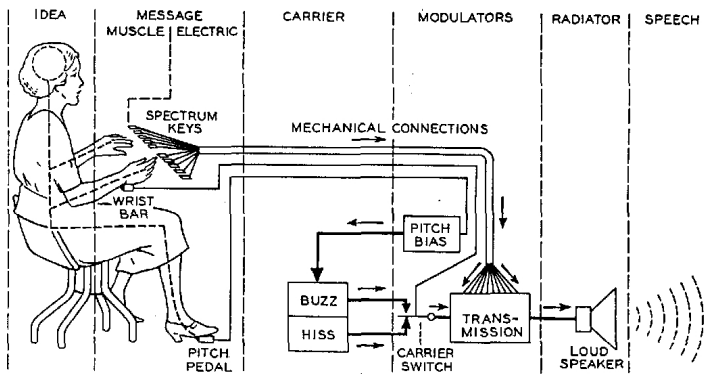 IDEA
MESSAGE
MUSCLE ELECTRIC
CARRIER
MODULATORS
RADIATOR
SPEECH
SPECTRUM
KEYS
MECHANICAL CONNECTIONS
WRIST
BAR
PITCH
BIAS
BUZZ
HISS
TRANS-
MISSION
CARRIER
SWITCH
LOUD
SPEAKER
PITCH
PEDAL